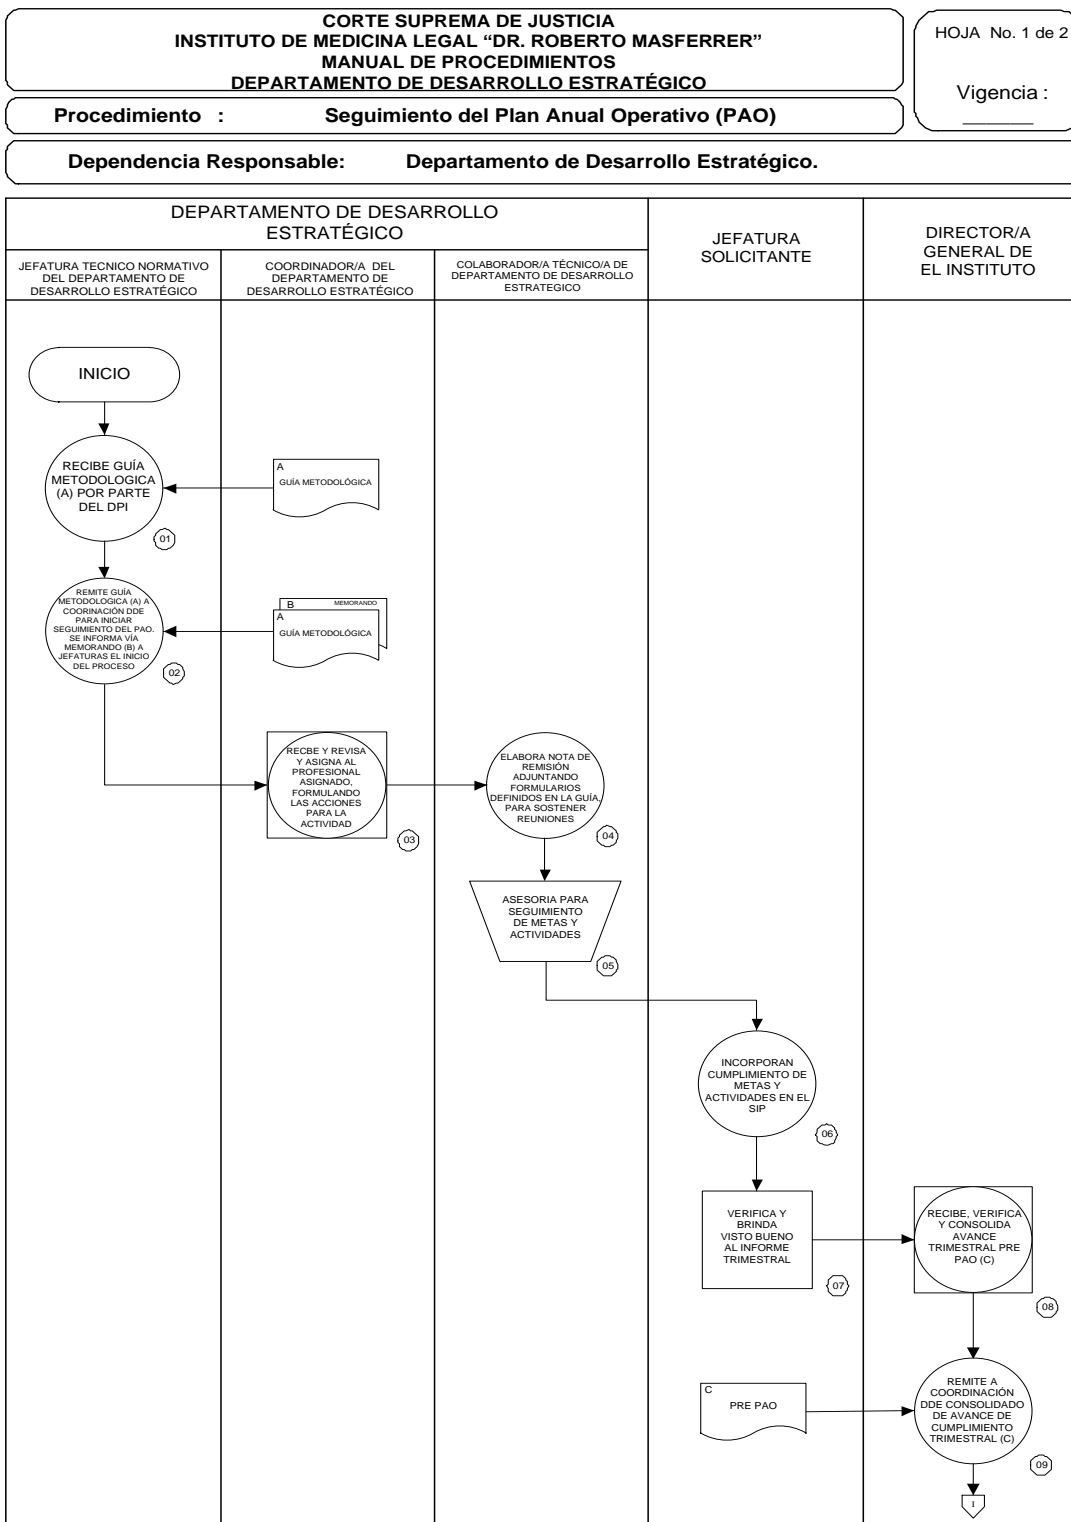 CORTE SUPREMA DE JUSTICIA
INSTITUTO DE MEDICINA LEGAL “DR. ROBERTO MASFERRER”
MANUAL DE PROCEDIMIENTOS
DEPARTAMENTO DE DESARROLLO ESTRATÉGICO
HOJA No. 1 de 2
Vigencia :
______
Procedimiento : Seguimiento del Plan Anual Operativo (PAO)
Dependencia Responsable: Departamento de Desarrollo Estratégico.
DEPARTAMENTO DE DESARROLLO
ESTRATÉGICO
JEFATURA
SOLICITANTE
DIRECTOR/A
GENERAL DE
EL INSTITUTO
JEFATURA TECNICO NORMATIVO
DEL DEPARTAMENTO DE
DESARROLLO ESTRATÉGICO
COORDINADOR/A DEL
DEPARTAMENTO DE
DESARROLLO ESTRATÉGICO
COLABORADOR/A TÉCNICO/A DE
DEPARTAMENTO DE DESARROLLO
ESTRATEGICO
INICIO
RECIBE GUÍA
METODOLOGICA
(A) POR PARTE
DEL DPI
01
A
GUÍA METODOLÓGICA
REMITE GUÍA
METODOLOGICA (A) A
COORINACIÓN DDE
PARA INICIAR
SEGUIMIENTO DEL PAO.
SE INFORMA VÍA
MEMORANDO (B) A
JEFATURAS EL INICIO
DEL PROCESO
02
B MEMORANDO
A
GUÍA METODOLÓGICA
RECBE Y REVISA
Y ASIGNA AL
PROFESIONAL
ASIGNADO,
FORMULANDO
LAS ACCIONES
PARA LA
ACTIVIDAD
03
ELABORA NOTA DE
REMISIÓN
ADJUNTANDO
FORMULARIOS
DEFINIDOS EN LA GUÍA,
PARA SOSTENER
REUNIONES
04
ASESORIA PARA
SEGUIMIENTO
DE METAS Y
ACTIVIDADES
05
INCORPORAN
CUMPLIMIENTO DE
METAS Y
ACTIVIDADES EN EL
SIP
06
VERIFICA Y
BRINDA
VISTO BUENO
AL INFORME
TRIMESTRAL
07
RECIBE, VERIFICA
Y CONSOLIDA
AVANCE
TRIMESTRAL PRE
PAO (C)
08
C
PRE PAO
REMITE A
COORDINACIÓN
DDE CONSOLIDADO
DE AVANCE DE
CUMPLIMIENTO
TRIMESTRAL (C)
09
1